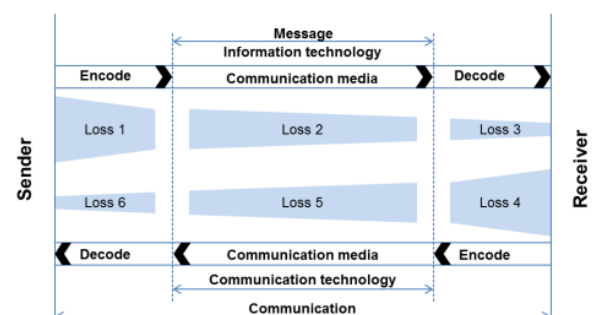 Message
Information technology
Encode
Communication media
Decode
Sender
Loss 1
Loss 2
Loss 3
Receiver
Loss 6
Loss 5
Loss 4
Decode
Communication media
Encode
Communication technology
Communication